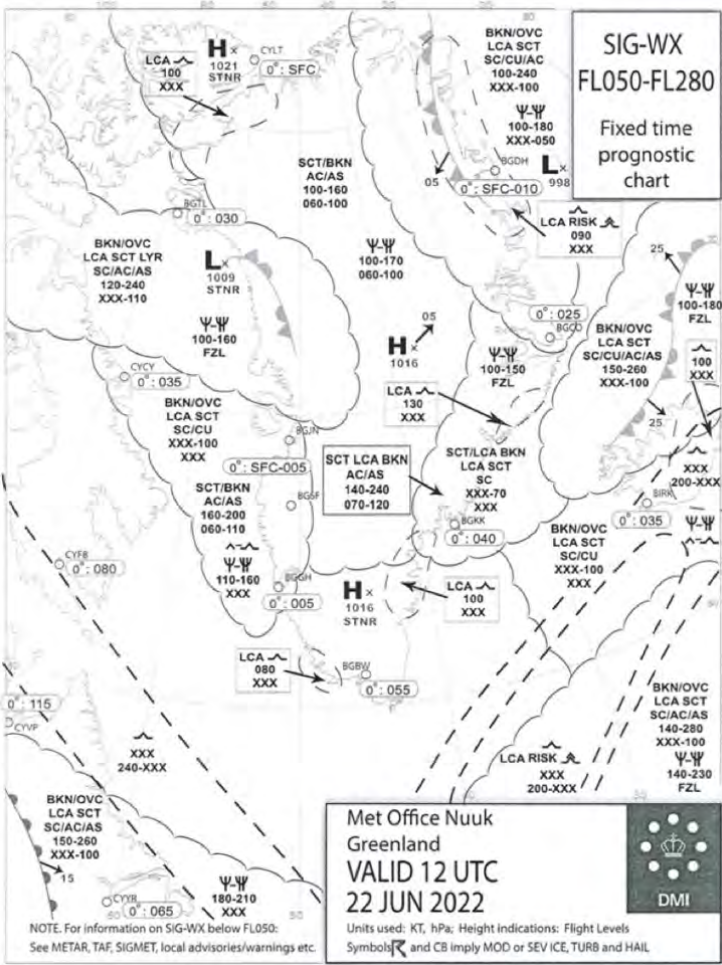 H×
1021
STNR
CYLT
0°: SFC
LCA
100
XXX
BKN/OVC
LCA SCT
SC/CU/AC
100-240
XXX-100
100-180
XXX-050
SIG-WX
FL050-FL280
Fixed time
prognostic
chart
SCT/BKN
AC/AS
100-160
060-100
05
BGDH
0°: SFC-010
L×
998
LCA RISK
090
XXX
BGTL
0°: 030
BKN/OVC
LCA SCT LYR
SC/AC/AS
120-240
XXX-110
L×
1009
STNR
100-160
FZL
100-170
060-100
05
H×
1016
0°: 025
BGCO
25
BKN/OVC
LCA SCT
SC/CU/AC/AS
150-260
XXX-100
100-180
FZL
100
XXX
25
CYCY
0°: 035
BKN/OVC
LCA SCT
SC/CU
XXX-100
XXX
100-150
FZL
LCA
130
XXX
BGJN
0°: SFC-005
SCT/BKN
AC/AS
160-200
060-110
BGSF
SCT LCA BKN
AC/AS
140-240
070-120
SCT/LCA BKN
LCA SCT
SC
XXX-70
XXX
BGKK
0°: 040
XXX
200-XXX
BIRK
0°: 035
BKN/OVC
LCA SCT
SC/CU
XXX-100
XXX
CYFB
0°: 080
110-160
XXX
BGGH
0°: 005
H×
1016
STNR
LCA
100
XXX
LCA
080
XXX
BGBW
0°: 055
0°: 115
CYVP
XXX
240-XXX
BKN/OVC
LCA SCT
SC/AC/AS
140-280
XXX-100
140-230
FZL
LCA RISK
XXX
200-XXX
BKN/OVC
LCA SCT
SC/AC/AS
150-260
XXX-100
15
CYYR
0°: 065
180-210
XXX
NOTE. For information on SIG-WX below FL050:
See METAR, TAF, SIGMET, local advisories/warnings etc.
Met Office Nuuk
Greenland
VALID 12 UTC
22 JUN 2022
DMI
Units used: KT, hPa; Height indications: Flight Levels
Symbols and CB imply MOD or SEV ICE, TURB and HAIL